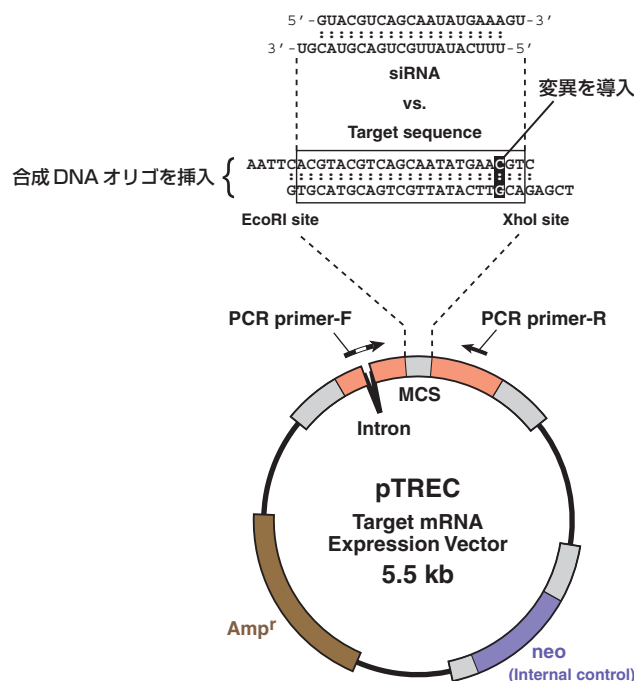 5'-GUACGUCAGCAAUAUGAAAGU-3'
3'-UGCAUGCAGUCGUUAUACUUU-5'
siRNA
変異を導入
vs.
Target sequence
AATTCACGTACGTCAGCAATATGAACGTC
合成DNAオリゴを挿入
GTGCATGCAGTCGTTATACTTGCAGAGCT
EcoRI site
XhoI site
PCR primer-F
PCR primer-R
MCS
Intron
pTREC
Target mRNA
Expression Vector
5.5 kb
Ampr
neo
(Internal control)